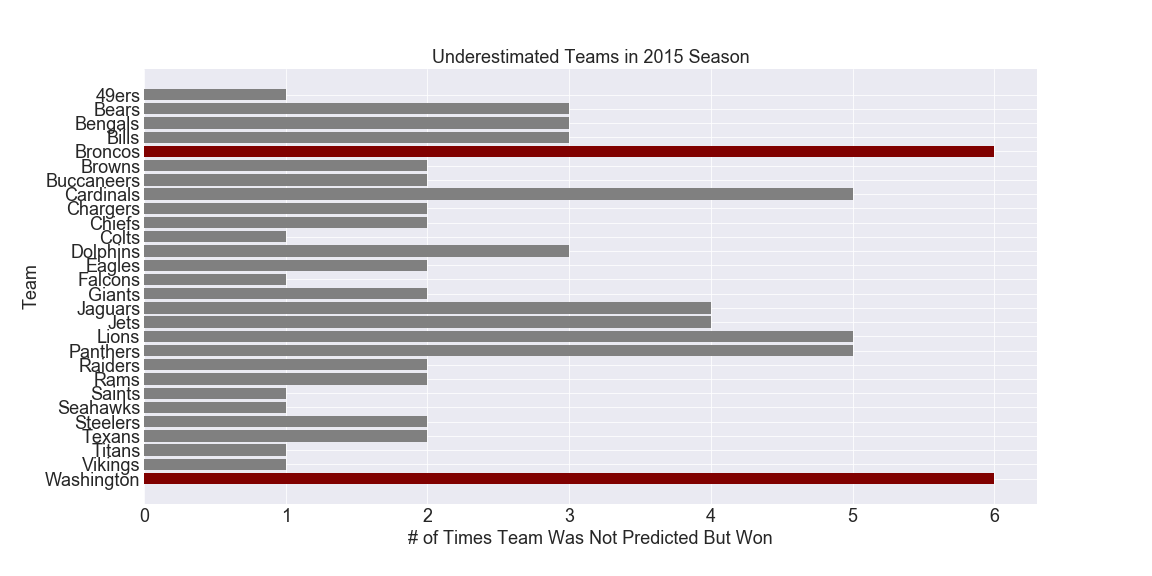 Underestimated Teams in 2015 Season
49ers
Bears
Bengals
Bills
Broncos
Browns
Buccaneers
Cardinals
Chargers
Chiefs
Colts
Dolphins
Eagles
Falcons
Giants
Jaguars
Jets
Lions
Panthers
Raiders
Rams
Saints
Seahawks
Steelers
Texans
Titans
Vikings
Washington
Team
0 1 2 3 4 5 6
# of Times Team Was Not Predicted But Won